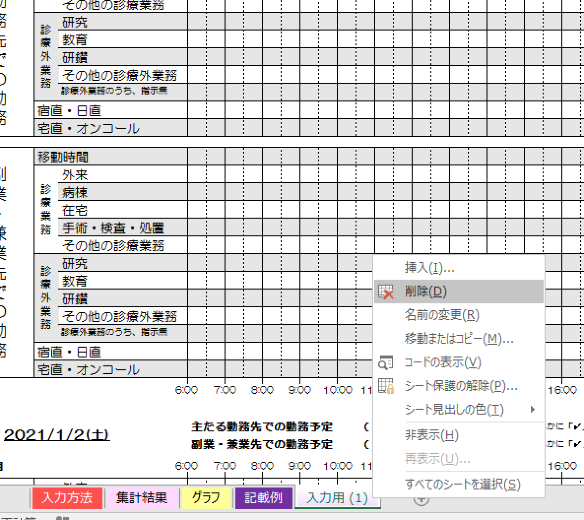 その他の診療業務
務
元
で
の
勤
務
診療外業務
研究
教育
研鑽
その他の診療外業務
診療外業務のうち、指示無
宿直・日直
宅直・オンコール
副
業
・
兼
業
元
で
の
勤
務
移動時間
診療業務
外来
病棟
在宅
手術・検査・処置
その他の診療業務
診療外業務
研究
教育
研鑽
その他の診療外業務
診療外業務のうち、指示無
宿直・日直
宅直・オンコール
挿入(I)...
削除(D)
名前の変更(R)
移動またはコピー(M)...
コードの表示(V)
シート保護の解除(P)...
シート見出しの色(T)
非表示(H)
再表示(U)...
すべてのシートを選択(S)
6:00 7:00 8:00 9:00 10:00 11 16:00
2021/1/2(土)
主たる勤務先での勤務予定 (
かに「✓
副業・兼業先での勤務予定 (
かに「✓
6:00 7:00 8:00 9:00 10:00 11 16:00
入力方法 集計結果 グラフ 記載例 入力用 (1)